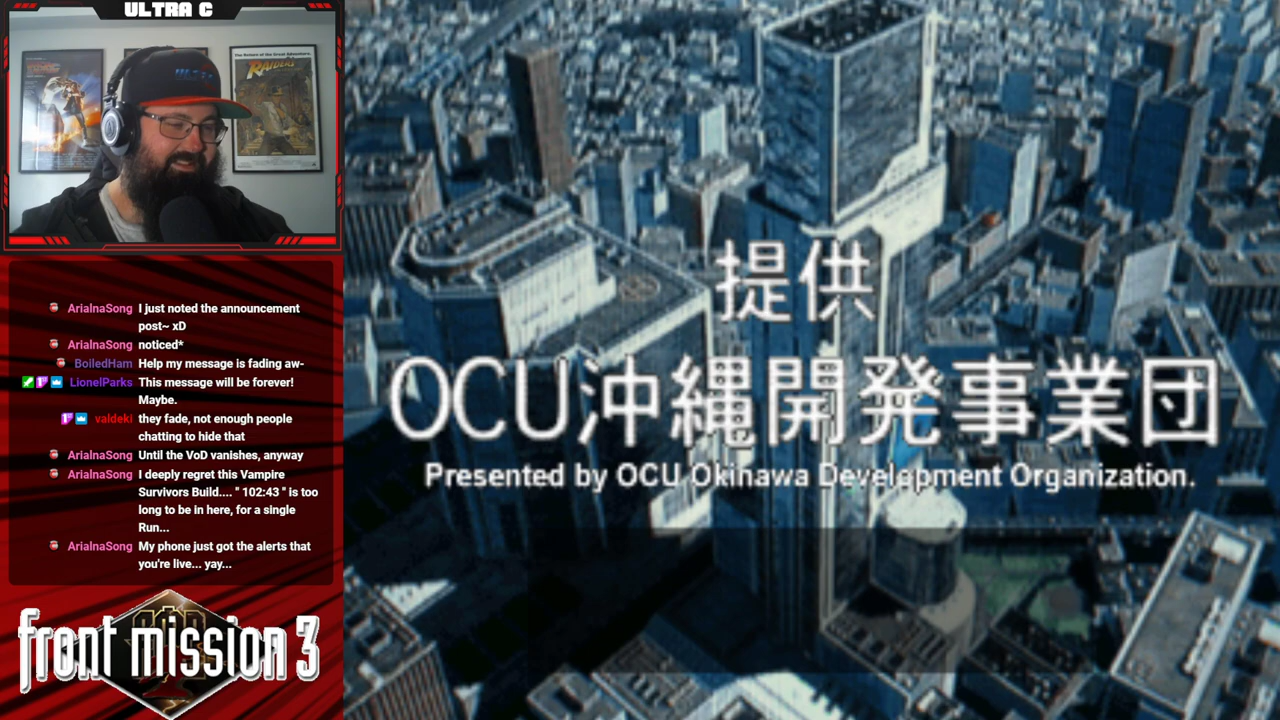 ULTRA C
RAIDERS
ArialnaSong I just noted the announcement
post~ xD
ArialnaSong noticed*
BoiledHam Help my message is fading aw-
LionelParks This message will be forever!
Maybe.
valdeki they fade, not enough people
chatting to hide that
ArialnaSong Until the VoD vanishes, anyway
ArialnaSong I deeply regret this Vampire
Survivors Build.... " 102:43 " is too
long to be in here, for a single
Run...
ArialnaSong My phone just got the alerts that
you're live... yay...
front mission 3
提供
OCU沖縄開発事業団
Presented by OCU Okinawa Development Organization.